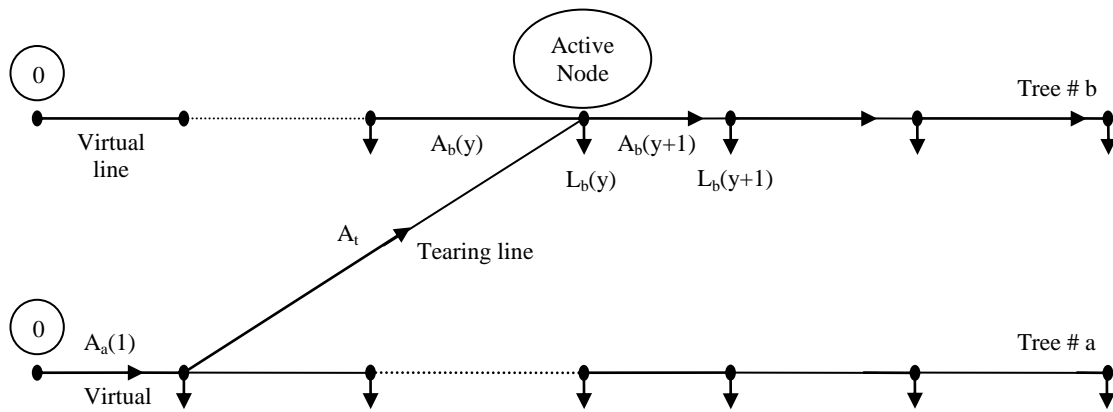 Active
Node
0
Tree # b
Virtual
line
A_b(y)
A_b(y+1)
L_b(y)
L_b(y+1)
A_t
Tearing line
0
A_a(1)
Tree # a
Virtual